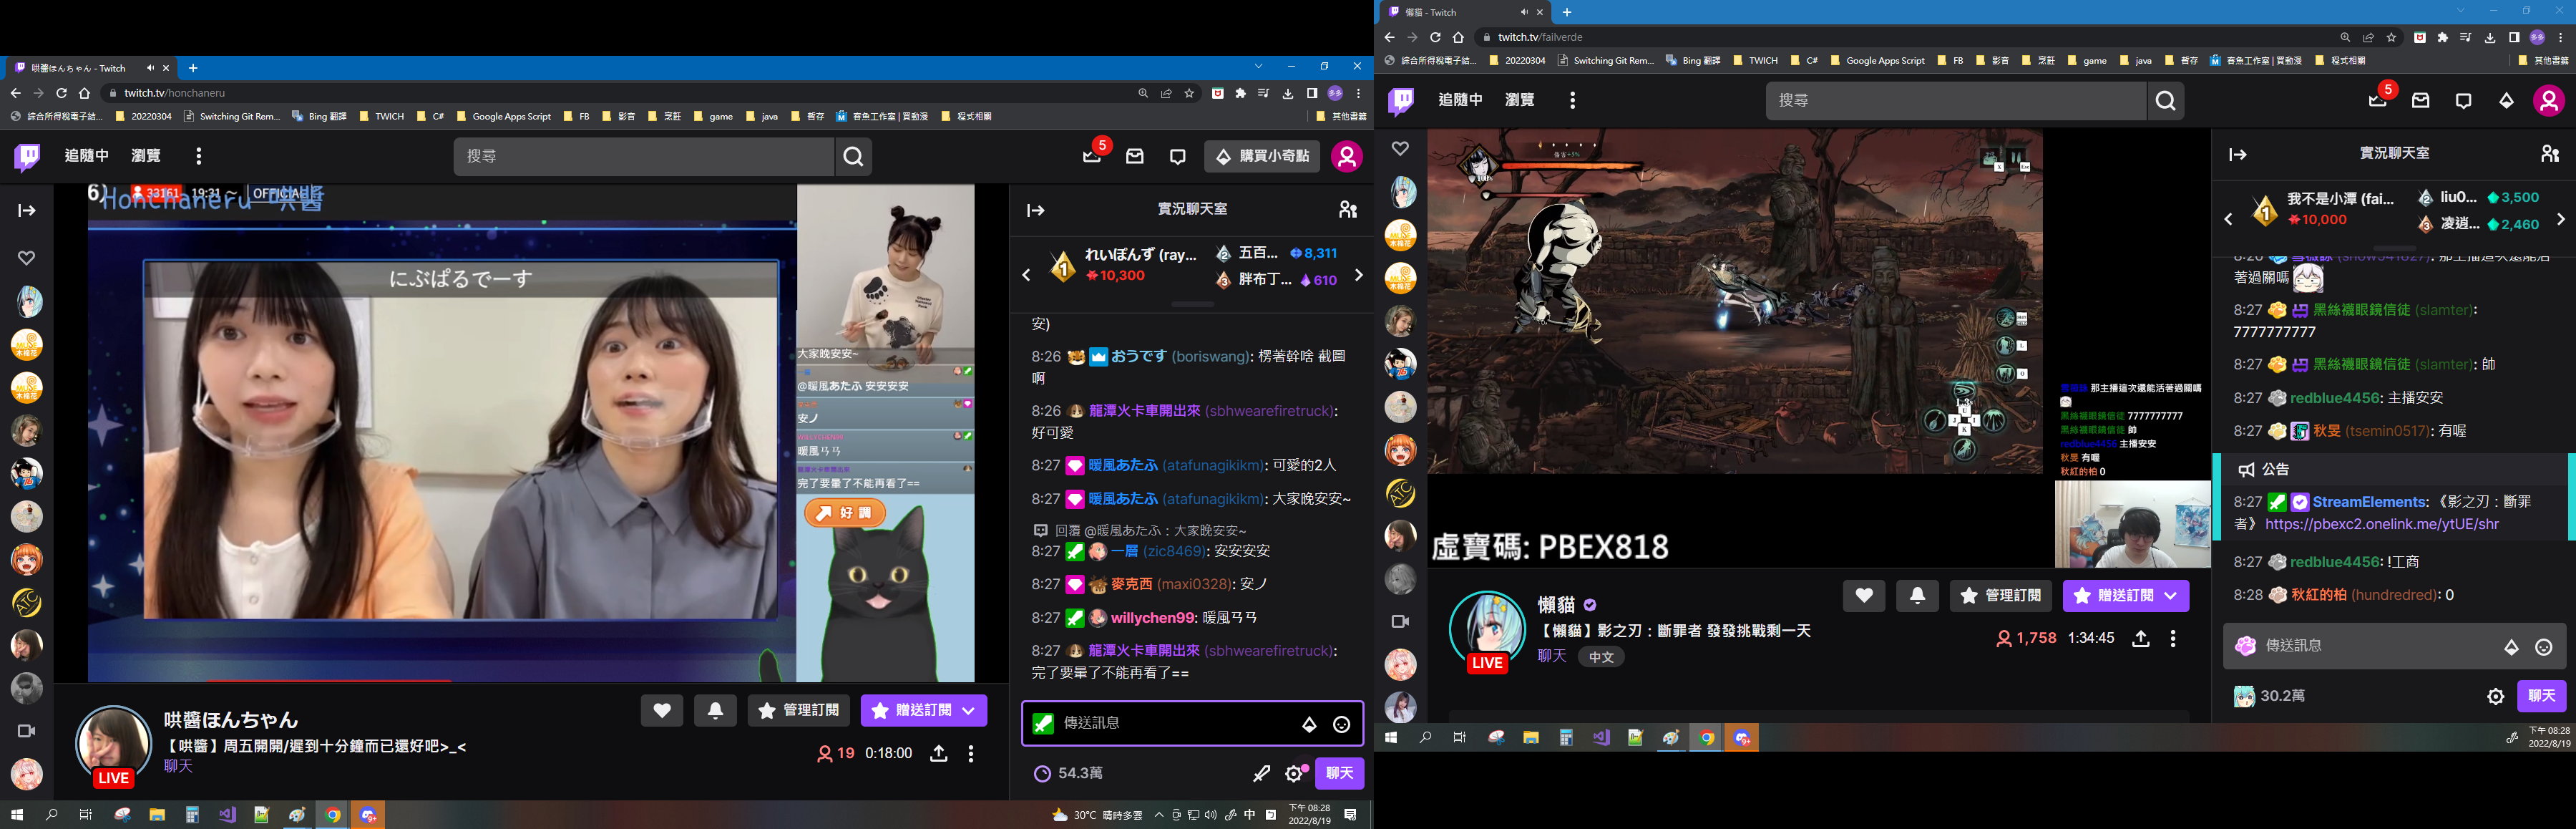 哄醬ほんちゃん - Twitch
twitch.tv/honchaneru
綜合所得稅電子結...
20220304
Switching Git Rem...
Bing 翻譯
TWICH
C#
Google Apps Script
FB
影音
烹飪
game
java
暫存
春魚工作室 | 買動漫
程式相關
其他書籤
追隨中
瀏覽
搜尋
5
購買小奇點
33161
19:31 ～
OFFICIAL
Honchaneru 哄醬
にぶぱるでーす
大家晚安安~
@暖風あたふ 安安安安
安ノ
暖風ㄢㄢ
龍潭火卡車開出來
完了要暈了不能再看了==
好調
實況聊天室
1
れいぽんず (ray...
10,300
2
五百...
8,311
3
胖布丁...
610
安)
8:26 おうです (boriswang): 楞著幹啥 截圖
啊
8:26 龍潭火卡車開出來 (sbhwearefiretruck):
好可愛
8:27 暖風あたふ (atafunagikikm): 可愛的2人
8:27 暖風あたふ (atafunagikikm): 大家晚安安~
回覆 @暖風あたふ：大家晚安安~
8:27 一層 (zic8469): 安安安安
8:27 麥克西 (maxi0328): 安ノ
8:27 willychen99: 暖風ㄢㄢ
8:27 龍潭火卡車開出來 (sbhwearefiretruck):
完了要暈了不能再看了==
傳送訊息
54.3萬
聊天
LIVE
哄醬ほんちゃん
【哄醬】周五開開/遲到十分鐘而已還好吧>_<
聊天
管理訂閱
贈送訂閱
19
0:18:00
30°C 晴時多雲
中
下午 08:28
2022/8/19
懶貓 - Twitch
twitch.tv/failverde
綜合所得稅電子結...
20220304
Switching Git Rem...
Bing 翻譯
TWICH
C#
Google Apps Script
FB
影音
烹飪
game
java
暫存
春魚工作室 | 買動漫
程式相關
其他書籤
追隨中
瀏覽
搜尋
5
100%
那主播這次還能活著過關嗎
黑絲襪眼鏡信徒 7777777777
黑絲襪眼鏡信徒 帥
redblue4456 主播安安
秋旻 有喔
秋紅的柏 0
虛寶碼: PBEX818
LIVE
懶貓
【懶貓】影之刃：斷罪者 發發挑戰剩一天
聊天
中文
管理訂閱
贈送訂閱
1,758
1:34:45
實況聊天室
1
我不是小潭 (fai...
10,000
2
liu0...
3,500
3
凌逍...
2,460
著過關嗎
8:27 黑絲襪眼鏡信徒 (slamter):
7777777777
8:27 黑絲襪眼鏡信徒 (slamter): 帥
8:27 redblue4456: 主播安安
8:27 秋旻 (tsemin0517): 有喔
公告
8:27 StreamElements: 《影之刃：斷罪
者》 https://pbexc2.onelink.me/ytUE/shr
8:27 redblue4456: !工商
8:28 秋紅的柏 (hundredred): 0
傳送訊息
30.2萬
聊天
下午 08:28
2022/8/19